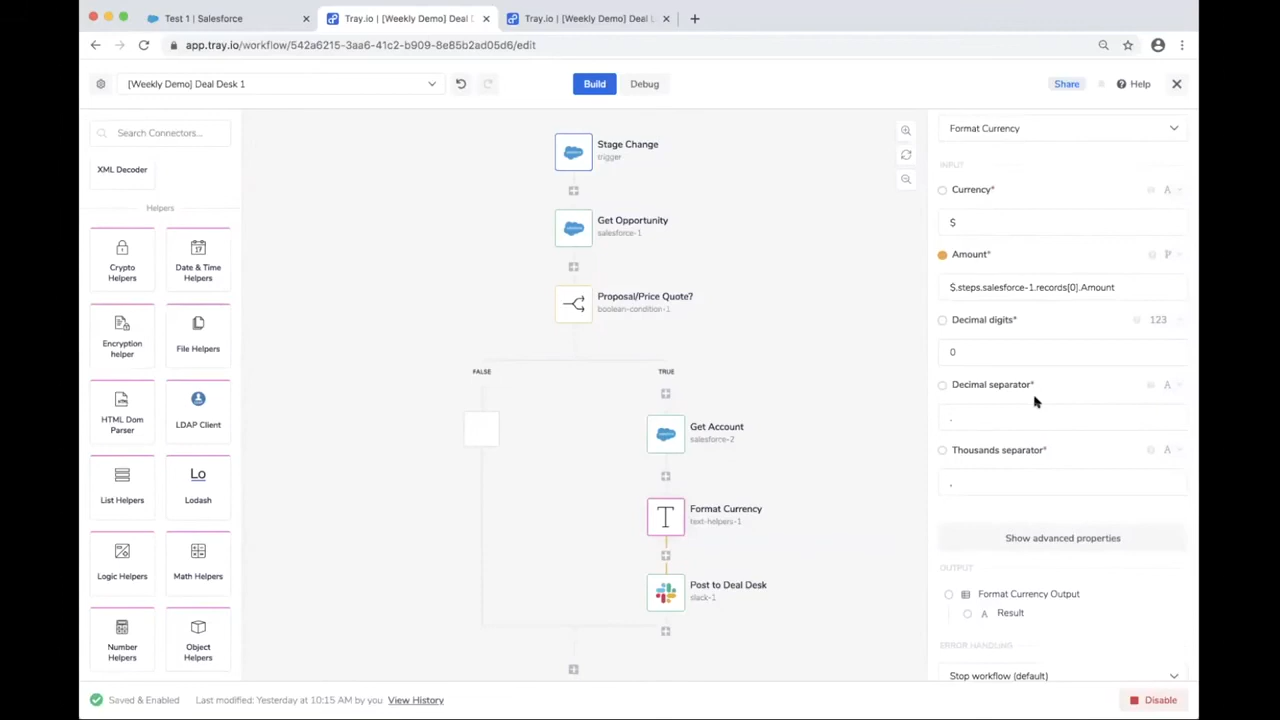 Test 1 | Salesforce
Tray.io | [Weekly Demo] Deal D
Tray.io | [Weekly Demo] Deal D
app.tray.io/workflow/542a6215-3aa6-41c2-b909-8e85b2ad05d6/edit
[Weekly Demo] Deal Desk 1
Build
Debug
Share
Help
Search Connectors...
XML Decoder
Helpers
Crypto Helpers
Date & Time Helpers
Encryption helper
File Helpers
HTML Dom Parser
LDAP Client
List Helpers
Lo
Lodash
Logic Helpers
Math Helpers
Number Helpers
Object Helpers
Stage Change
trigger
Get Opportunity
salesforce-1
Proposal/Price Quote?
boolean-condition-1
FALSE
TRUE
Get Account
salesforce-2
T
Format Currency
text-helpers-1
Post to Deal Desk
slack-1
Format Currency
INPUT
Currency*
A
$
Amount*
$.steps.salesforce-1.records[0].Amount
Decimal digits*
123
0
Decimal separator*
A
.
Thousands separator*
A
,
Show advanced properties
OUTPUT
Format Currency Output
A Result
ERROR HANDLING
Stop workflow (default)
Saved & Enabled
Last modified: Yesterday at 10:15 AM by you
View History
Disable